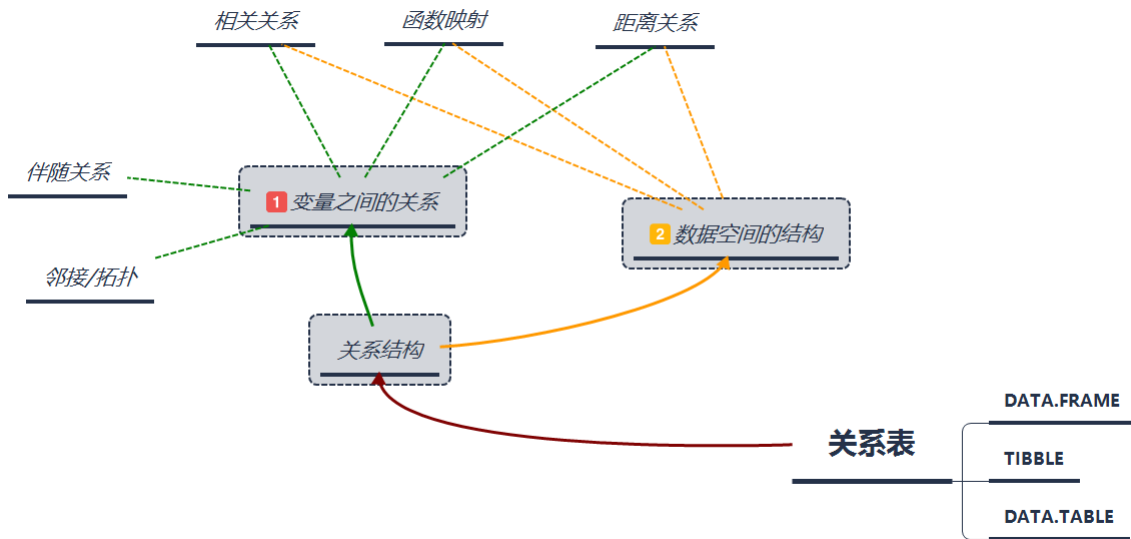 相关关系
函数映射
距离关系
伴随关系
1 变量之间的关系
2 数据空间的结构
邻接/拓扑
关系结构
关系表
DATA.FRAME
TIBBLE
DATA.TABLE